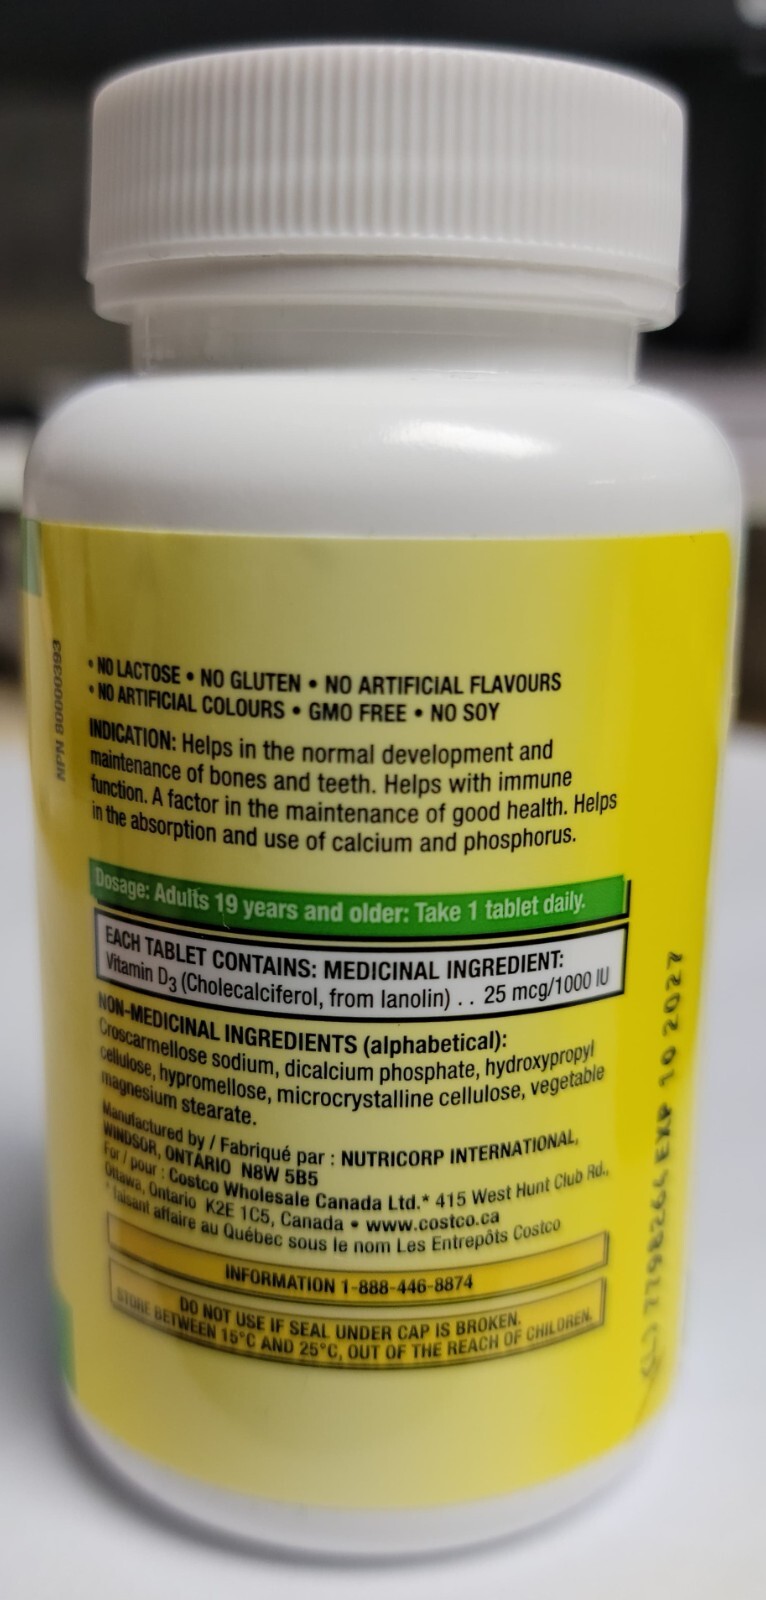 • NO LACTOSE • NO GLUTEN • NO ARTIFICIAL FLAVOURS
• NO ARTIFICIAL COLOURS • GMO FREE • NO SOY
INDICATION: Helps in the normal development and
maintenance of bones and teeth. Helps with immune
function. A factor in the maintenance of good health. Helps
in the absorption and use of calcium and phosphorus.
Dosage: Adults 19 years and older: Take 1 tablet daily.
EACH TABLET CONTAINS: MEDICINAL INGREDIENT:
Vitamin D3 (Cholecalciferol, from lanolin) . . 25 mcg/1000 IU
NON-MEDICINAL INGREDIENTS (alphabetical):
Croscarmellose sodium, dicalcium phosphate, hydroxypropyl
cellulose, hypromellose, microcrystalline cellulose, vegetable
magnesium stearate.
Manufactured by / Fabriqué par : NUTRICORP INTERNATIONAL,
WINDSOR, ONTARIO N8W 5B5
For / pour : Costco Wholesale Canada Ltd.* 415 West Hunt Club Rd.,
Ottawa, Ontario K2E 1C5, Canada • www.costco.ca
* faisant affaire au Québec sous le nom Les Entrepôts Costco
INFORMATION 1-888-446-8874
DO NOT USE IF SEAL UNDER CAP IS BROKEN.
STORE BETWEEN 15°C AND 25°C, OUT OF THE REACH OF CHILDREN.
NPN 80000393
(L) 7798266 EXP 10 2027